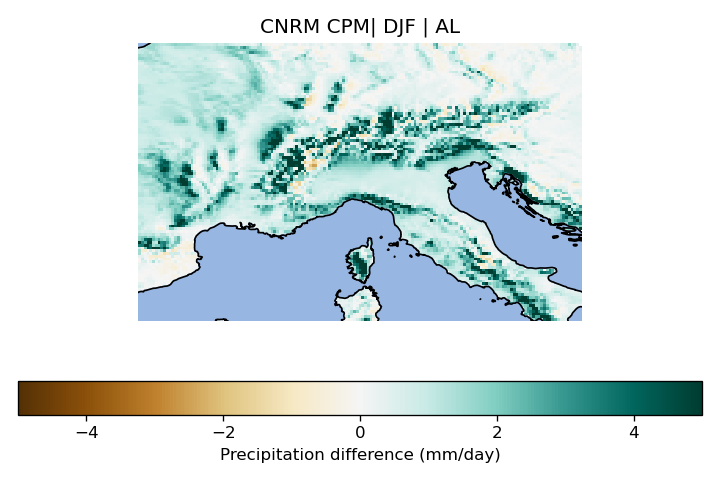 CNRM CPM| DJF | AL
−4 −2 0 2 4
Precipitation difference (mm/day)